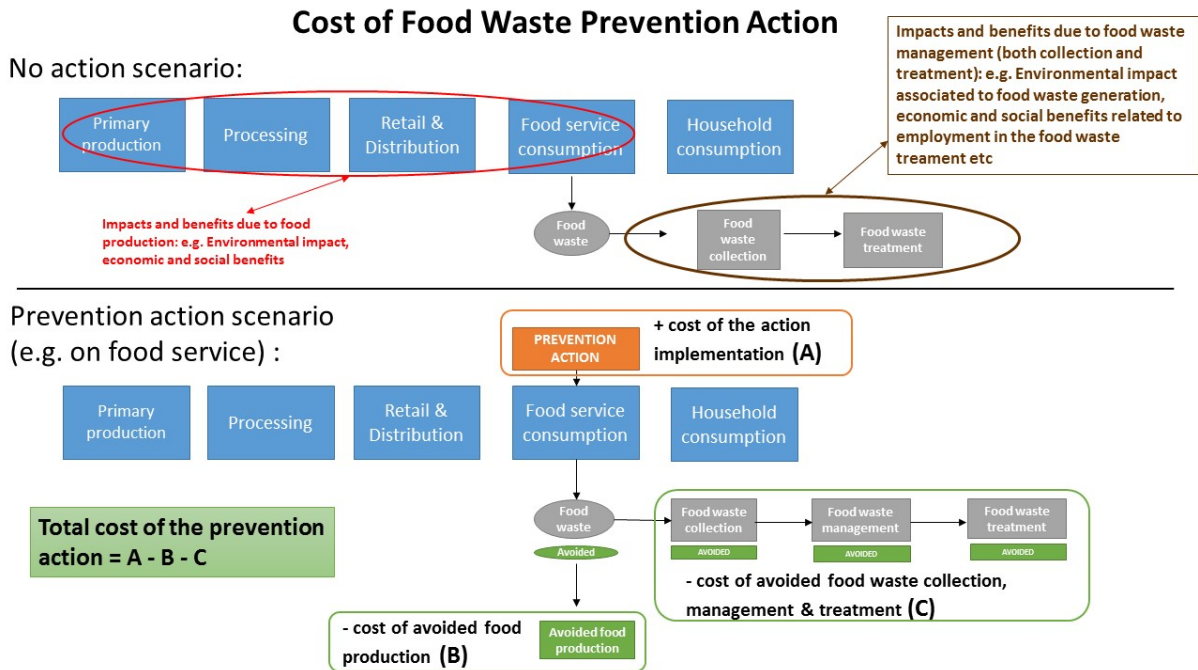 Cost of Food Waste Prevention Action
No action scenario:
Impacts and benefits due to food waste
management (both collection and
treatment): e.g. Environmental impact
associated to food waste generation,
economic and social benefits related to
employment in the food waste
treament etc
Primary
production
Processing
Retail &
Distribution
Food service
consumption
Household
consumption
Impacts and benefits due to food
production: e.g. Environmental impact,
economic and social benefits
Food
waste
Food
waste
collection
Food waste
treatment
Prevention action scenario
(e.g. on food service) :
PREVENTION
ACTION
+ cost of the action
implementation (A)
Primary
production
Processing
Retail &
Distribution
Food service
consumption
Household
consumption
Total cost of the prevention
action = A - B - C
Food
waste
Avoided
Food waste
collection
AVOIDED
Food waste
management
AVOIDED
Food waste
treatment
AVOIDED
- cost of avoided food waste collection,
management & treatment (C)
- cost of avoided food
production (B)
Avoided food
production